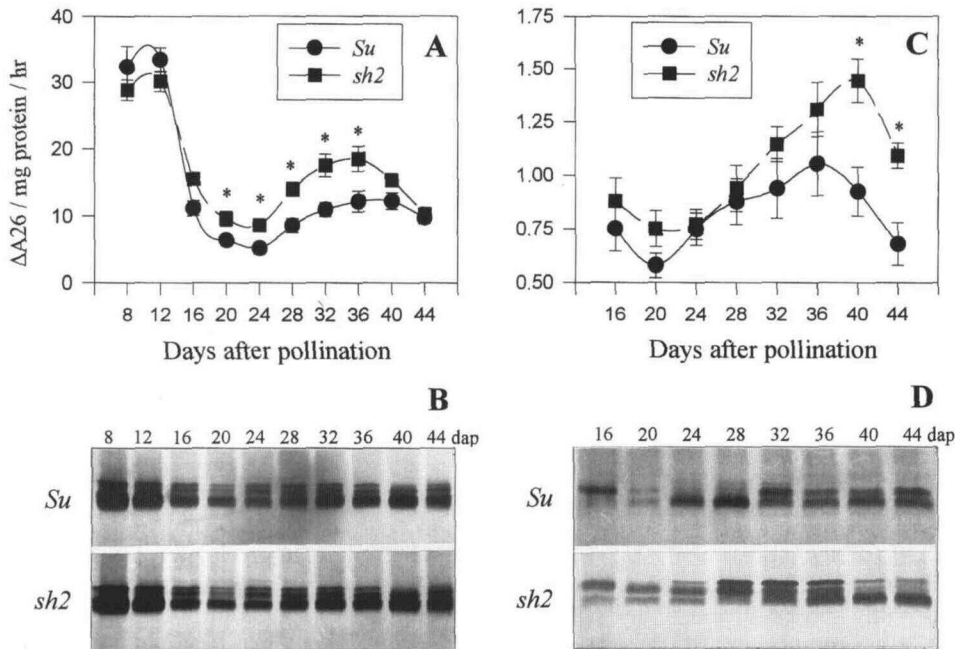 A
Su
sh2
ΔA26 / mg protein / hr
40
30
20
10
0
* * * * *
8 12 16 20 24 28 32 36 40 44
Days after pollination
C
Su
sh2
1.75
1.50
1.25
1.00
0.75
0.50
* *
16 20 24 28 32 36 40 44
Days after pollination
B
8 12 16 20 24 28 32 36 40 44 dap
Su
sh2
D
16 20 24 28 32 36 40 44 dap
Su
sh2